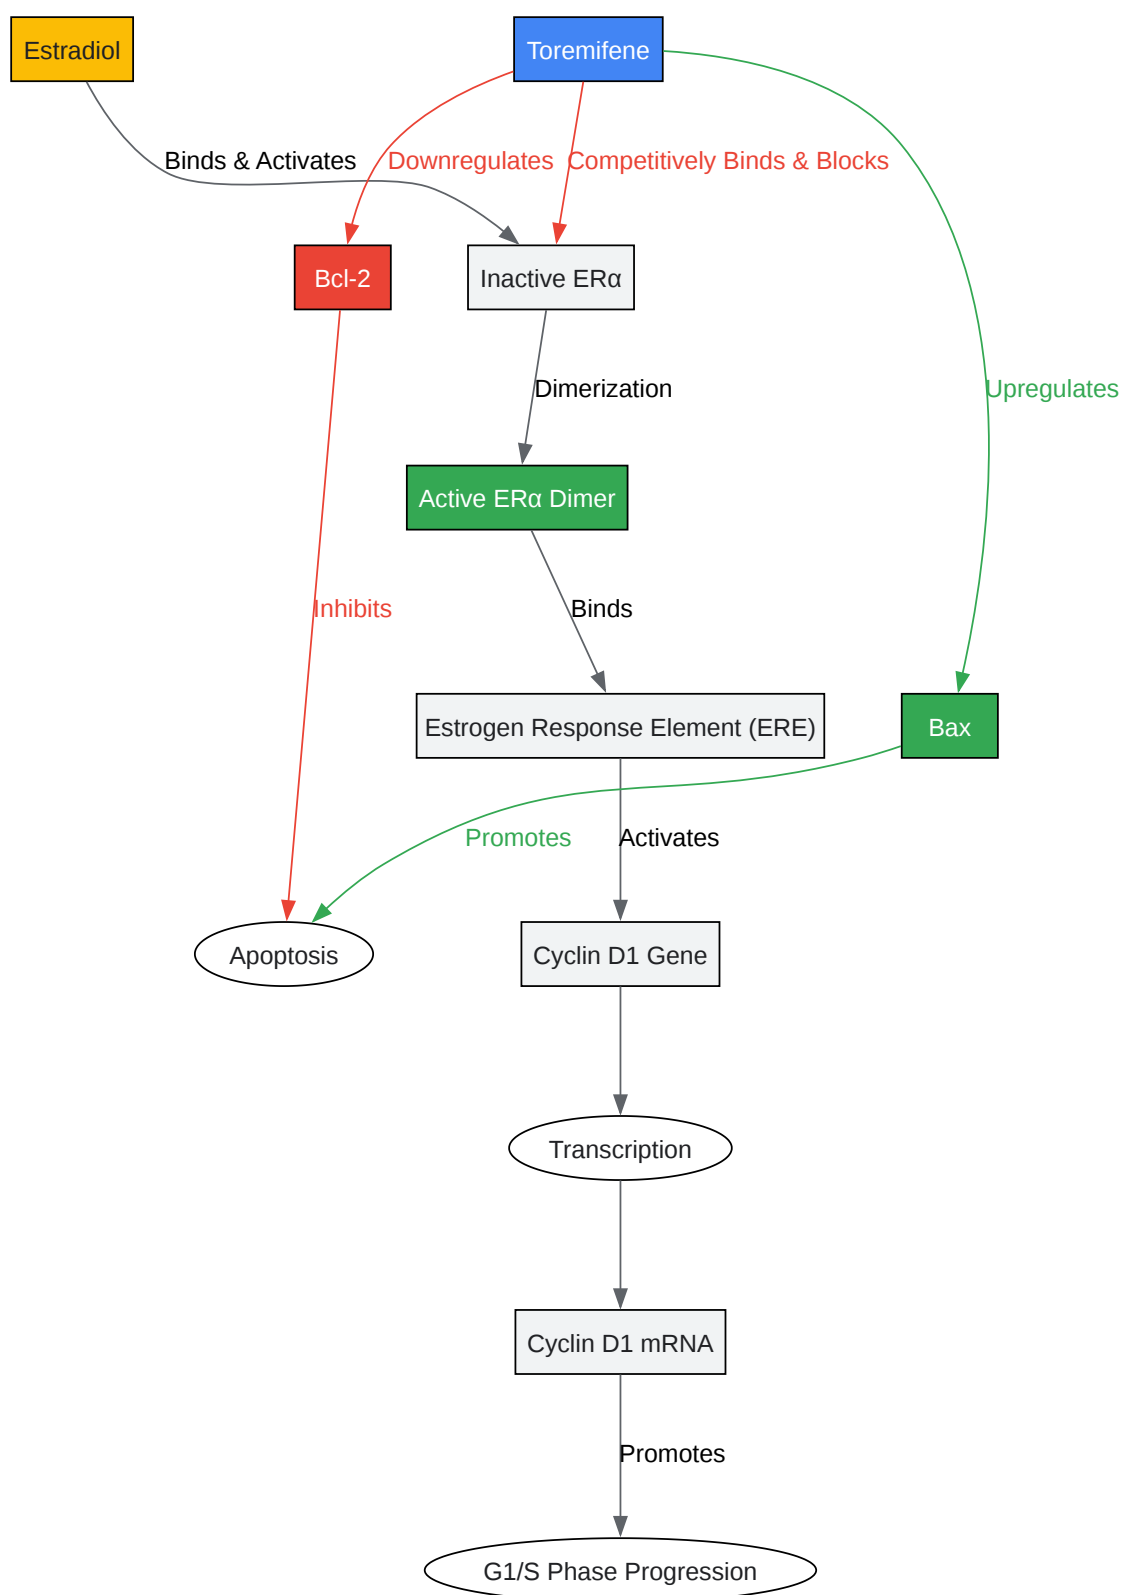 Estradiol
Toremifene
Binds & Activates
Downregulates
Competitively Binds & Blocks
Bcl-2
Inactive ERα
Dimerization
Upregulates
Active ERα Dimer
Inhibits
Binds
Estrogen Response Element (ERE)
Bax
Promotes
Activates
Apoptosis
Cyclin D1 Gene
Transcription
Cyclin D1 mRNA
Promotes
G1/S Phase Progression